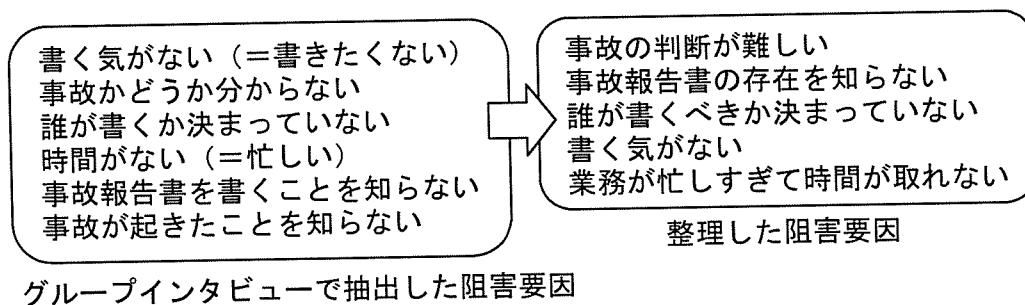 書く気がない（＝書きたくない）
事故かどうか分からない
誰が書くか決まっていない
時間がない（＝忙しい）
事故報告書を書くことを知らない
事故が起きたことを知らない
グループインタビューで抽出した阻害要因
事故の判断が難しい
事故報告書の存在を知らない
誰が書くべきか決まっていない
書く気がない
業務が忙しすぎて時間が取れない
整理した阻害要因